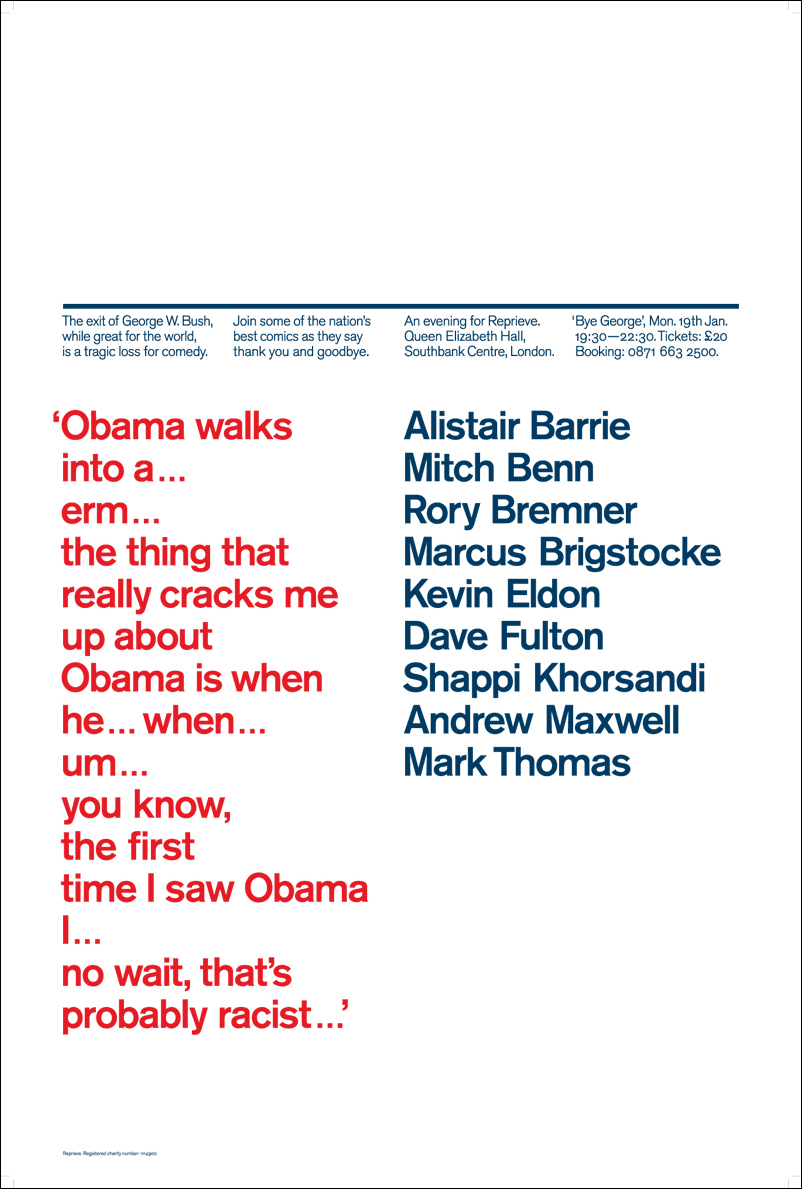 The exit of George W. Bush,
while great for the world,
is a tragic loss for comedy.
Join some of the nation's
best comics as they say
thank you and goodbye.
An evening for Reprieve.
Queen Elizabeth Hall,
Southbank Centre, London.
‘Bye George’, Mon. 19th Jan.
19:30—22:30. Tickets: £20
Booking: 0871 663 2500.
‘Obama walks
into a...
erm...
the thing that
really cracks me
up about
Obama is when
he... when...
um...
you know,
the first
time I saw Obama
I...
no wait, that’s
probably racist...’
Alistair Barrie
Mitch Benn
Rory Bremner
Marcus Brigstocke
Kevin Eldon
Dave Fulton
Shappi Khorsandi
Andrew Maxwell
Mark Thomas
Reprieve. Registered charity number: